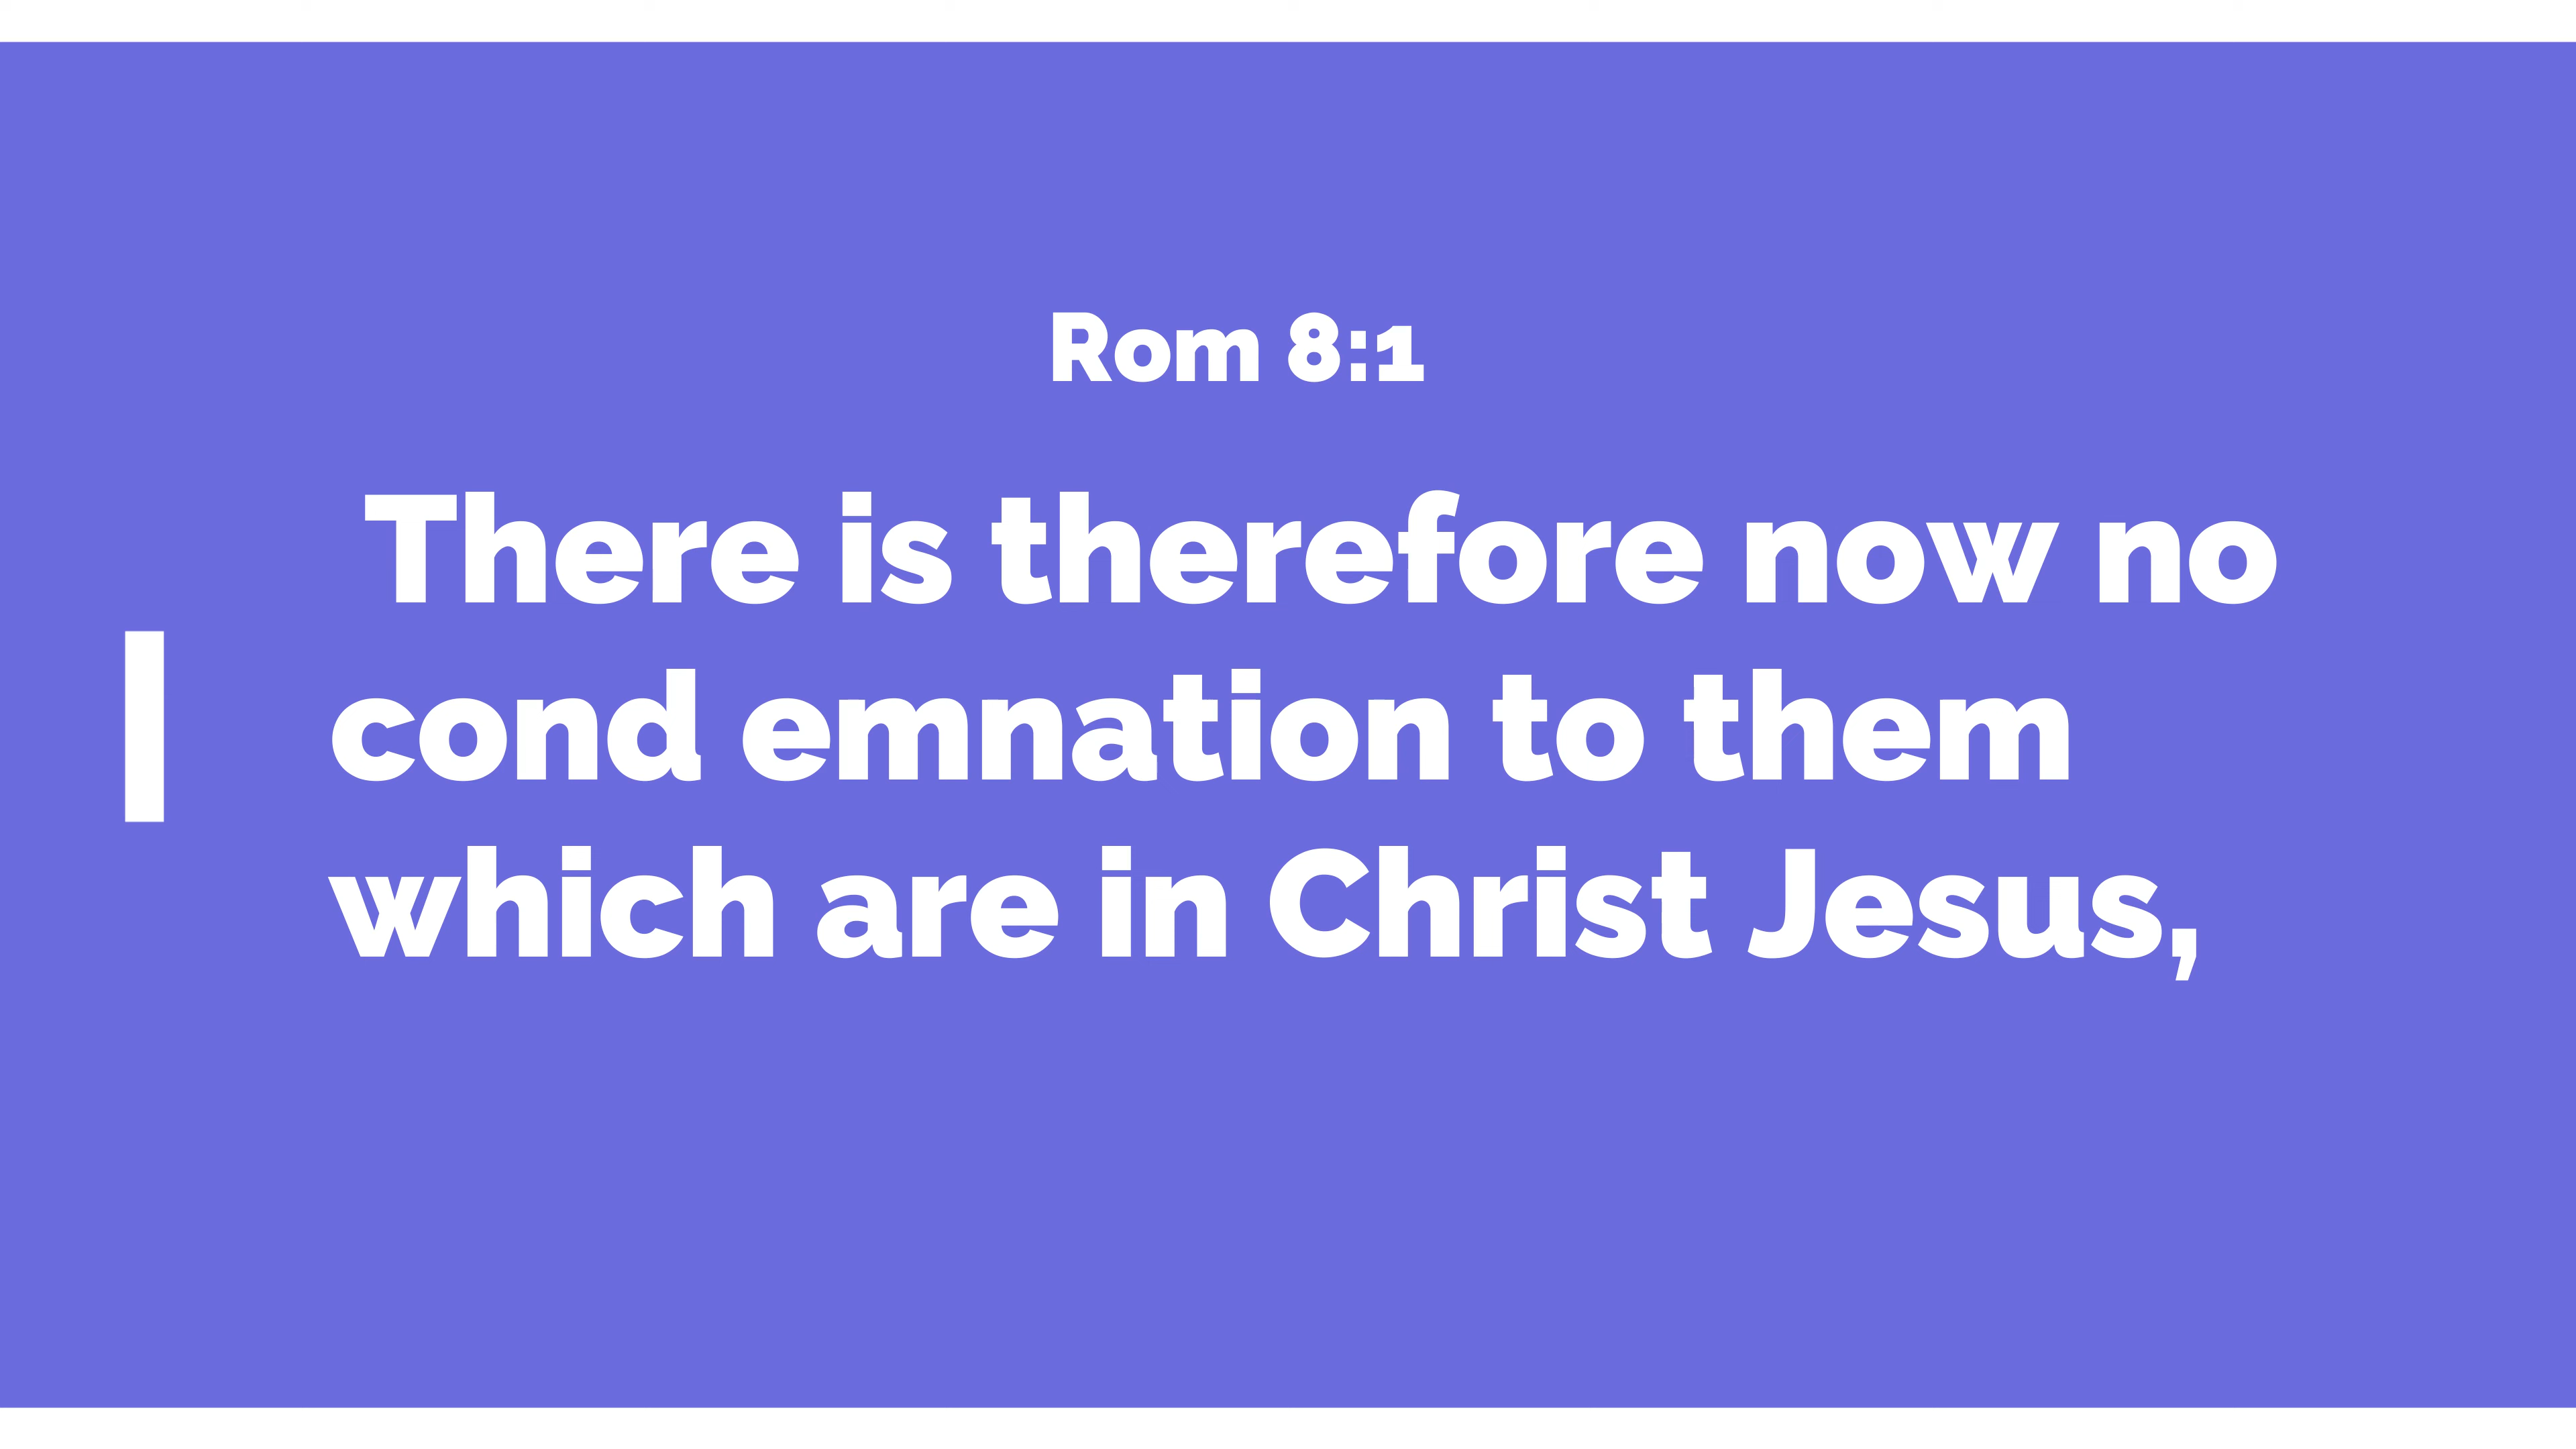 Rom 8:1
There is therefore now no
cond emnation to them
which are in Christ Jesus,